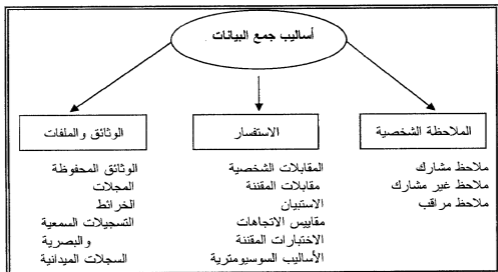 أساليب جمع البيانات
الملاحظة الشخصية
ملاحظ مشارك
ملاحظ غير مشارك
ملاحظ مراقب
الاستفسار
المقابلات الشخصية
مقابلات المقننة
الاستبيان
مقاييس الاتجاهات
الاختبارات المقننة
الأساليب السوسيومترية
الوثائق والملفات
الوثائق المحفوظة
المجلات
الخرائط
التسجيلات السمعية
والبصرية
السجلات الميدانية